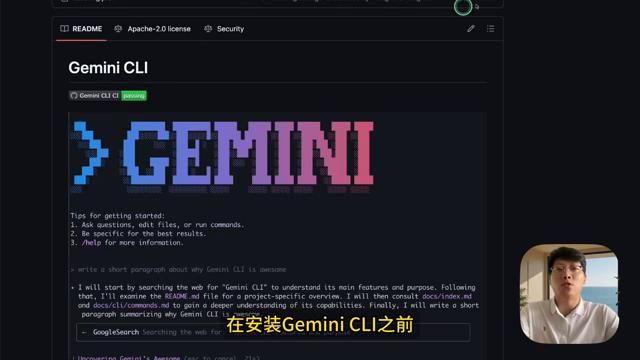 README
Apache-2.0 license
Security
Gemini CLI
Gemini CLI CI passing
> GEMINI
Tips for getting started:
1. Ask questions, edit files, or run commands.
2. Be specific for the best results.
3. /help for more information.
> write a short paragraph about why Gemini CLI is awesome
I will start by searching the web for "Gemini CLI" to understand its main features and purpose. Following
that, I'll examine the README.md file for a project-specific overview. I will then consult docs/index.md
and docs/cli/commands.md to gain a deeper understanding of its capabilities. Finally, I will write a short
paragraph summarizing why Gemini CLI is awesome.
← GoogleSearch Searching the web for
在安装Gemini CLI之前
Uncovering Gemini's Awesome (esc to cancel, 21s)